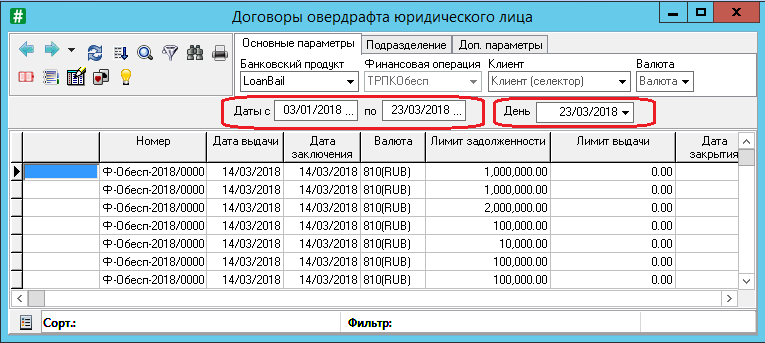 Договоры овердрафта юридического лица
Основные параметры Подразделение Доп. параметры
Банковский продукт Финансовая операция Клиент Валюта
LoanBail ТРПКОбесп Клиент (селектор) Валюта
Даты с 03/01/2018 ... по 23/03/2018 ... День 23/03/2018
Номер Дата выдачи Дата заключения Валюта Лимит задолженности Лимит выдачи Дата закрытия
Ф-Обесп-2018/0000 14/03/2018 14/03/2018 810(RUB) 1,000,000.00 0.00
Ф-Обесп-2018/0000 14/03/2018 14/03/2018 810(RUB) 1,000,000.00 0.00
Ф-Обесп-2018/0000 14/03/2018 14/03/2018 810(RUB) 2,000,000.00 0.00
Ф-Обесп-2018/0000 14/03/2018 14/03/2018 810(RUB) 100,000.00 0.00
Ф-Обесп-2018/0000 14/03/2018 14/03/2018 810(RUB) 10,000.00 0.00
Ф-Обесп-2018/0000 14/03/2018 14/03/2018 810(RUB) 100,000.00 0.00
Ф-Обесп-2018/0000 14/03/2018 14/03/2018 810(RUB) 100,000.00 0.00
Сорт.: Фильтр: